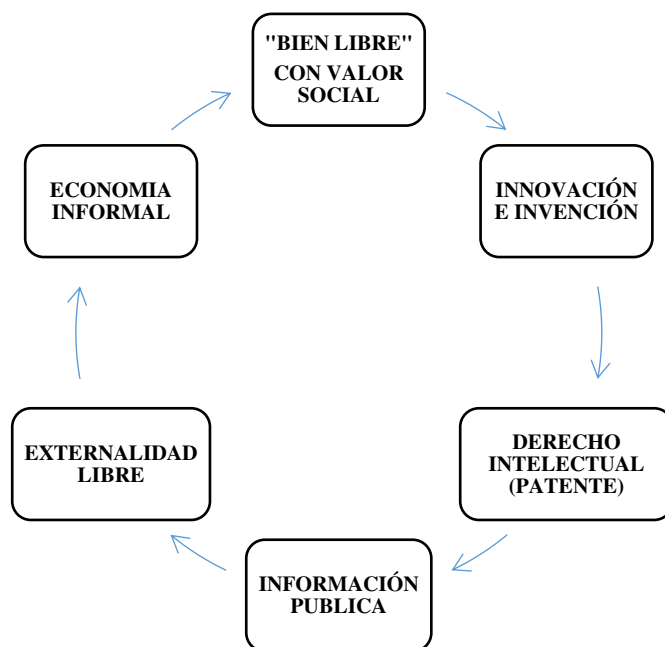 "BIEN LIBRE"
CON VALOR
SOCIAL
INNOVACIÓN
E INVENCIÓN
DERECHO
INTELECTUAL
(PATENTE)
INFORMACIÓN
PUBLICA
EXTERNALIDAD
LIBRE
ECONOMIA
INFORMAL